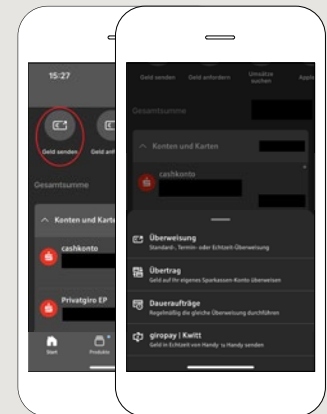 15:27
Geld senden
Geld anf
Gesamtsumme
Konten und Karte
cashkonto
Privatgiro EP
Start
Produkte
Geld senden
Geld anfordern
Umsätze suchen
Apple
Gesamtsumme
Konten und Karten
cashkonto
Überweisung
Standard-, Termin- oder Echtzeit-Überweisung
Übertrag
Geld auf Ihr eigenes Sparkassen-Konto überweisen
Daueraufträge
Regelmäßig die gleiche Überweisung durchführen
giropay | Kwitt
Geld in Echtzeit von Handy zu Handy senden